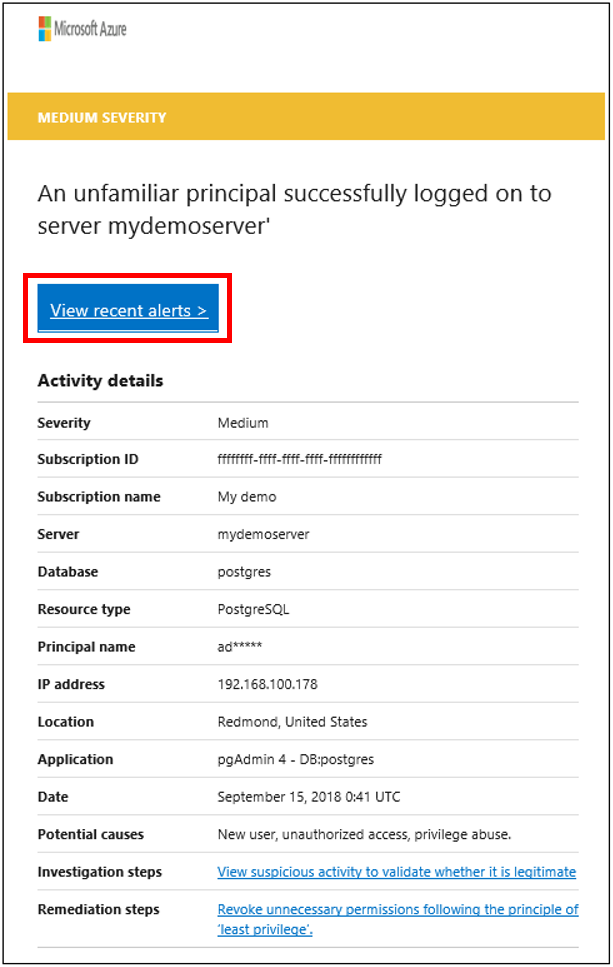 Microsoft Azure
MEDIUM SEVERITY
An unfamiliar principal successfully logged on to
server mydemoserver'
View recent alerts >
Activity details
Severity Medium
Subscription ID ffffffff-ffff-ffff-ffff-ffffffffffff
Subscription name My demo
Server mydemoserver
Database postgres
Resource type PostgreSQL
Principal name ad*****
IP address 192.168.100.178
Location Redmond, United States
Application pgAdmin 4 - DB:postgres
Date September 15, 2018 0:41 UTC
Potential causes New user, unauthorized access, privilege abuse.
Investigation steps View suspicious activity to validate whether it is legitimate
Remediation steps Revoke unnecessary permissions following the principle of
'least privilege'.